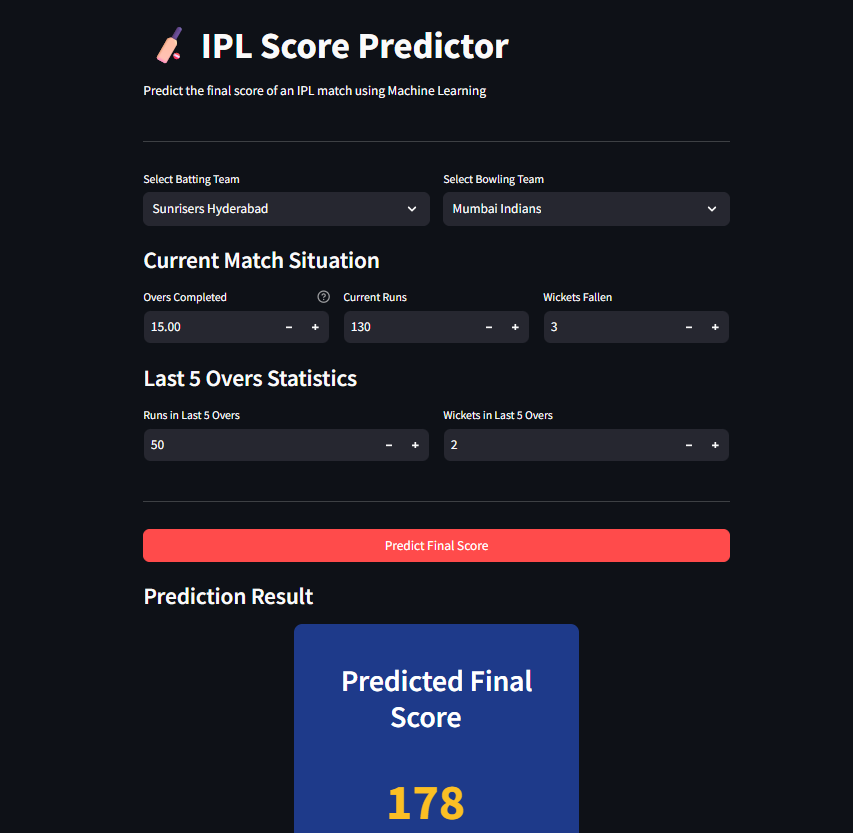 IPL Score Predictor
Predict the final score of an IPL match using Machine Learning
Select Batting Team
Select Bowling Team
Sunrisers Hyderabad
Mumbai Indians
Current Match Situation
Overs Completed
Current Runs
Wickets Fallen
15.00
130
3
Last 5 Overs Statistics
Runs in Last 5 Overs
Wickets in Last 5 Overs
50
2
Predict Final Score
Prediction Result
Predicted Final
Score
178